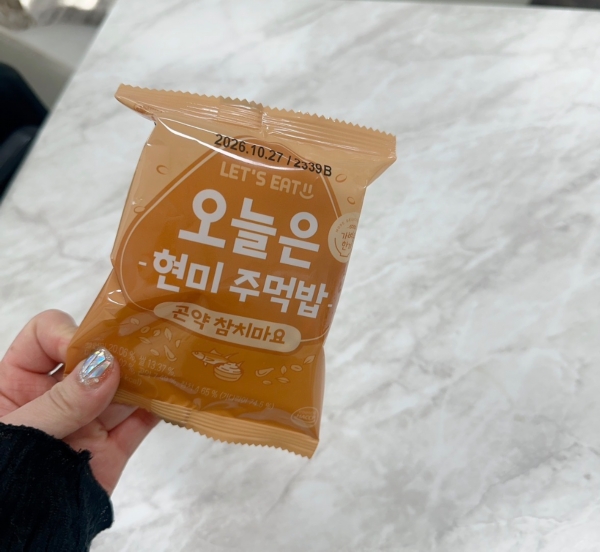 2026.10.27 / 2339B
LET'S EAT
오늘은
현미 주먹밥
곤약 참치마요